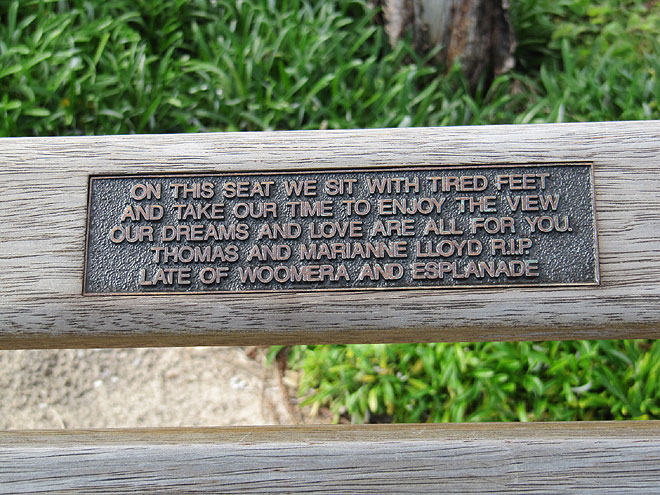 ON THIS SEAT WE SIT WITH TIRED FEET
AND TAKE OUR TIME TO ENJOY THE VIEW
OUR DREAMS AND LOVE ARE ALL FOR YOU.
THOMAS AND MARIANNE LLOYD R.I.P
LATE OF WOOMERA AND ESPLANADE